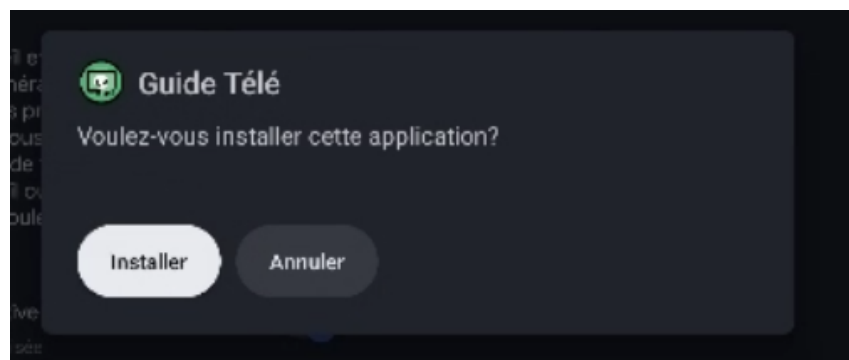 Guide Télé
Voulez-vous installer cette application?
Installer
Annuler